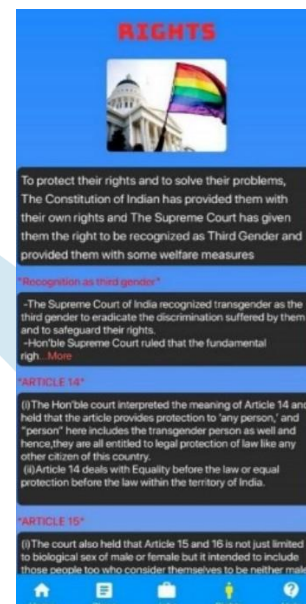 RIGHTS
To protect their rights and to solve their problems,
The Constitution of Indian has provided them with
their own rights and The Supreme Court has given
them the right to be recognized as Third Gender and
provided them with some welfare measures
*Recognition as third gender*
-The Supreme Court of India recognized transgender as the
third gender to eradicate the discrimination suffered by them
and to safeguard their rights.
-Hon'ble Supreme Court ruled that the fundamental
righ...More
*ARTICLE 14*
(i)The Hon'ble court interpreted the meaning of Article 14 and
held that the article provides protection to 'any person,' and
"person" here includes the transgender person as well and
hence,they are all entitled to legal protection of law like any
other citizen of this country.
(ii)Article 14 deals with Equality before the law or equal
protection before the law within the territory of India.
*ARTICLE 15*
(i)The court also held that Article 15 and 16 is not just limited
to biological sex of male or female but it intended to include
those people too who consider themselves to be neither male